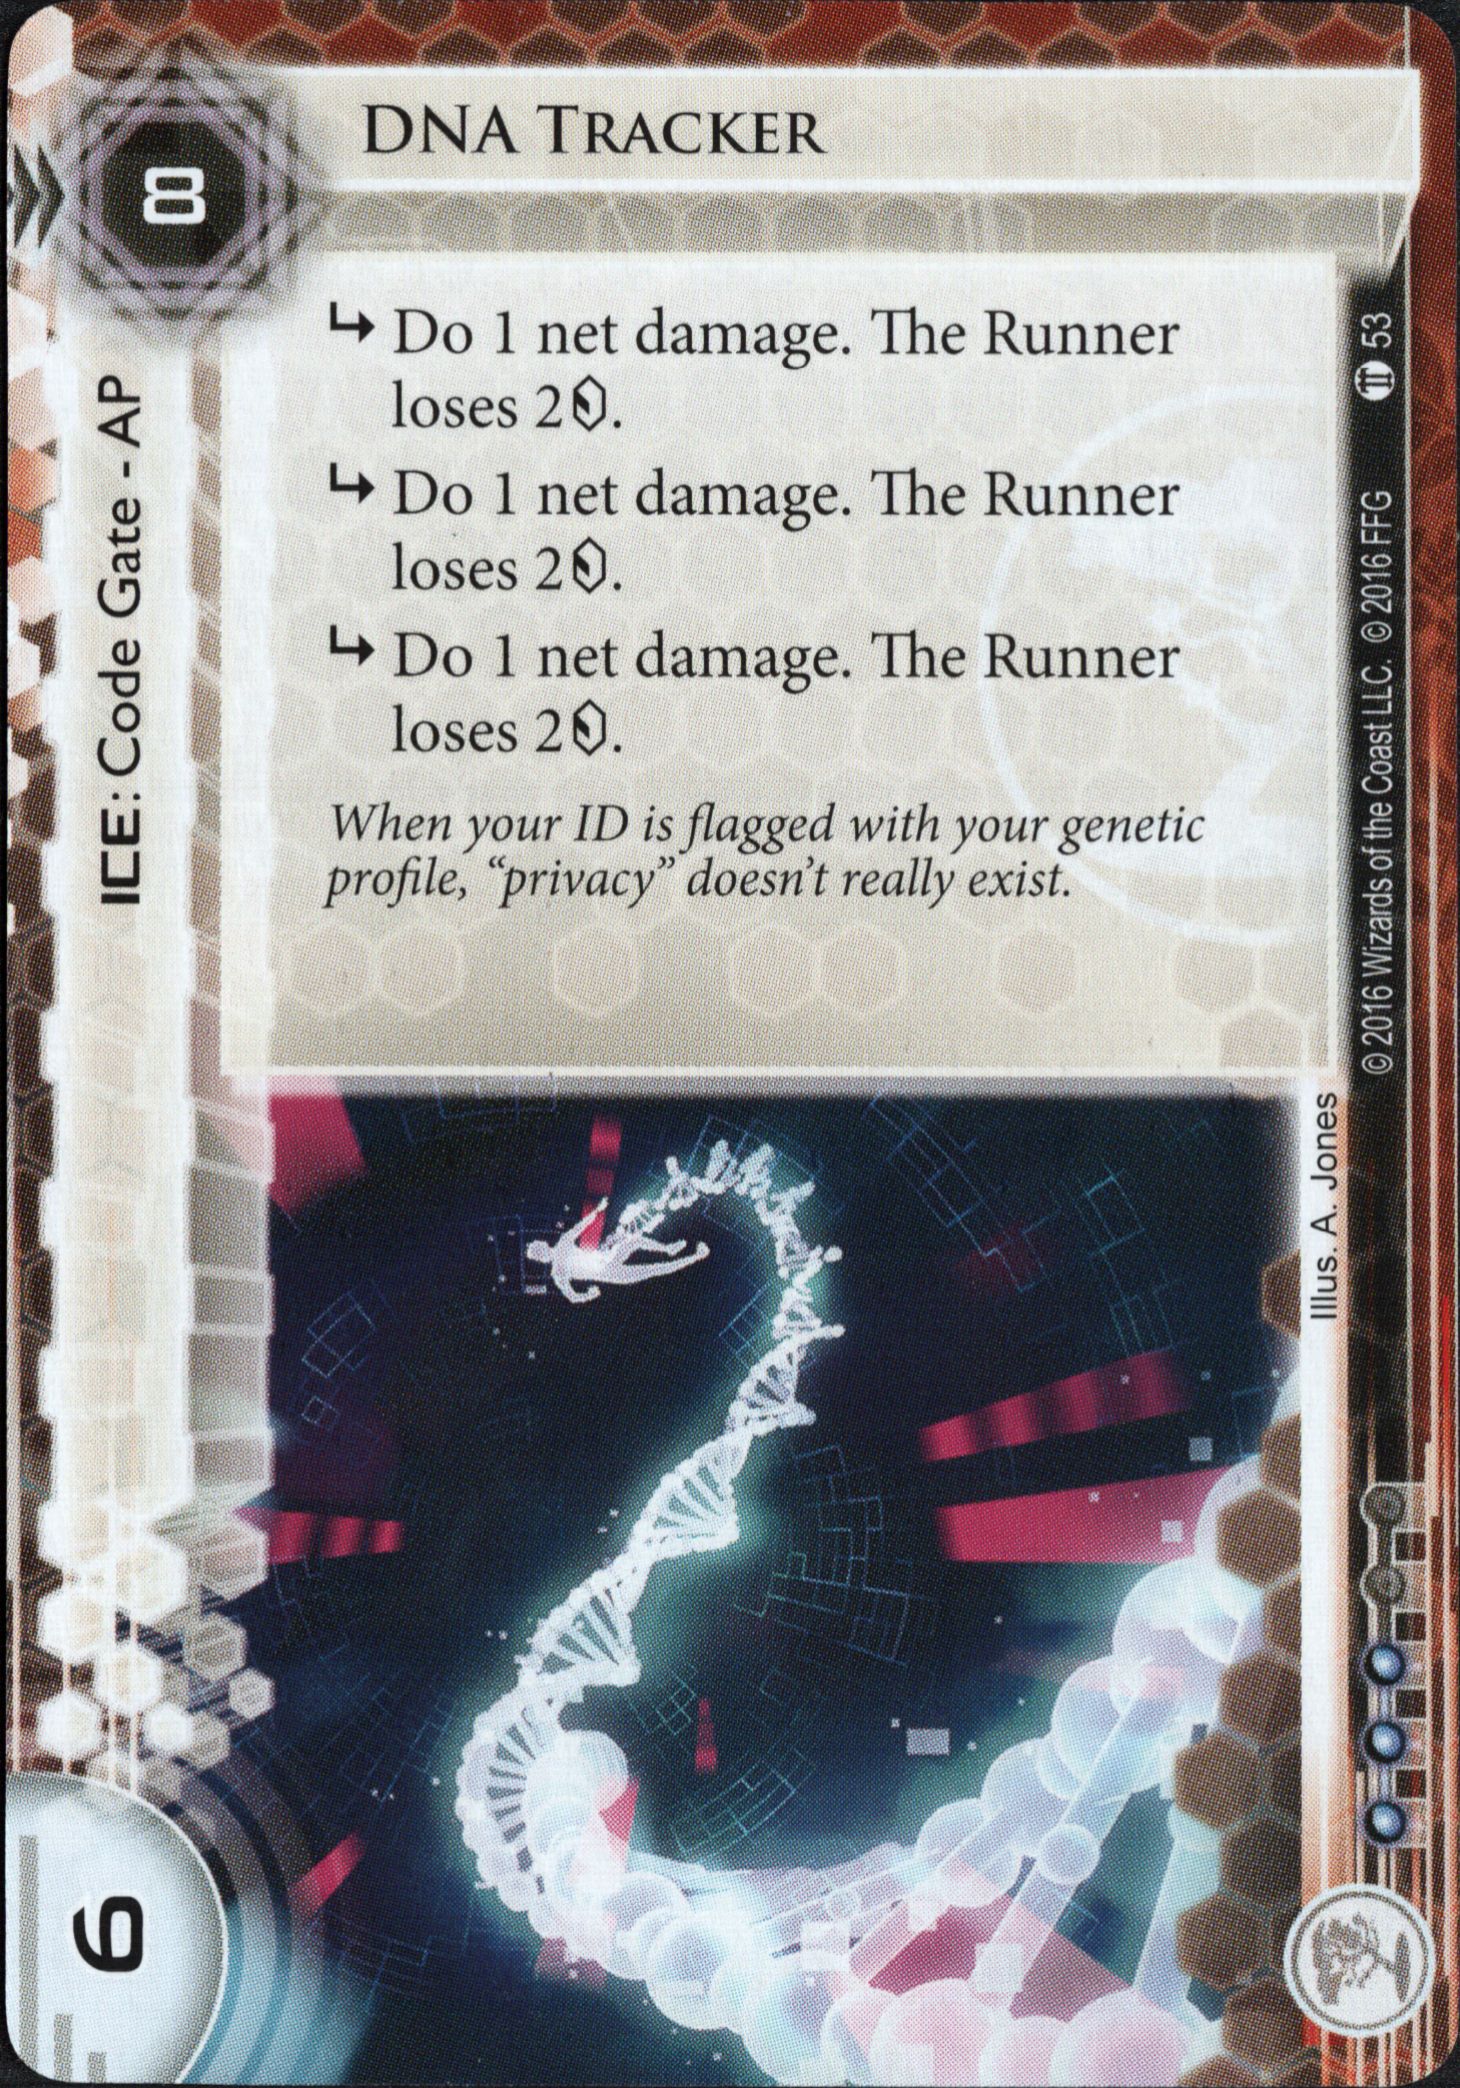 DNA TRACKER
8
ICE: Code Gate - AP
↳ Do 1 net damage. The Runner
loses 2.
↳ Do 1 net damage. The Runner
loses 2.
↳ Do 1 net damage. The Runner
loses 2.
When your ID is flagged with your genetic
profile, “privacy” doesn’t really exist.
6
Illus. A. Jones
© 2016 Wizards of the Coast LLC. © 2016 FFG
53